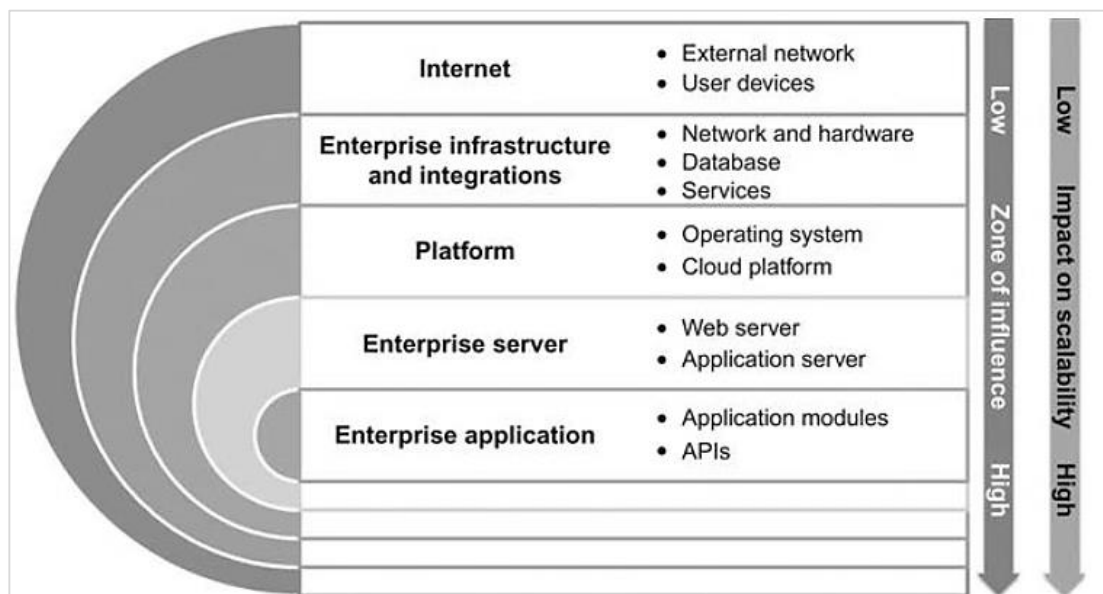 Internet
• External network
• User devices
Enterprise infrastructure
and integrations
• Network and hardware
• Database
• Services
Platform
• Operating system
• Cloud platform
Enterprise server
• Web server
• Application server
Enterprise application
• Application modules
• APIs
Low Zone of influence High
Low Impact on scalability High